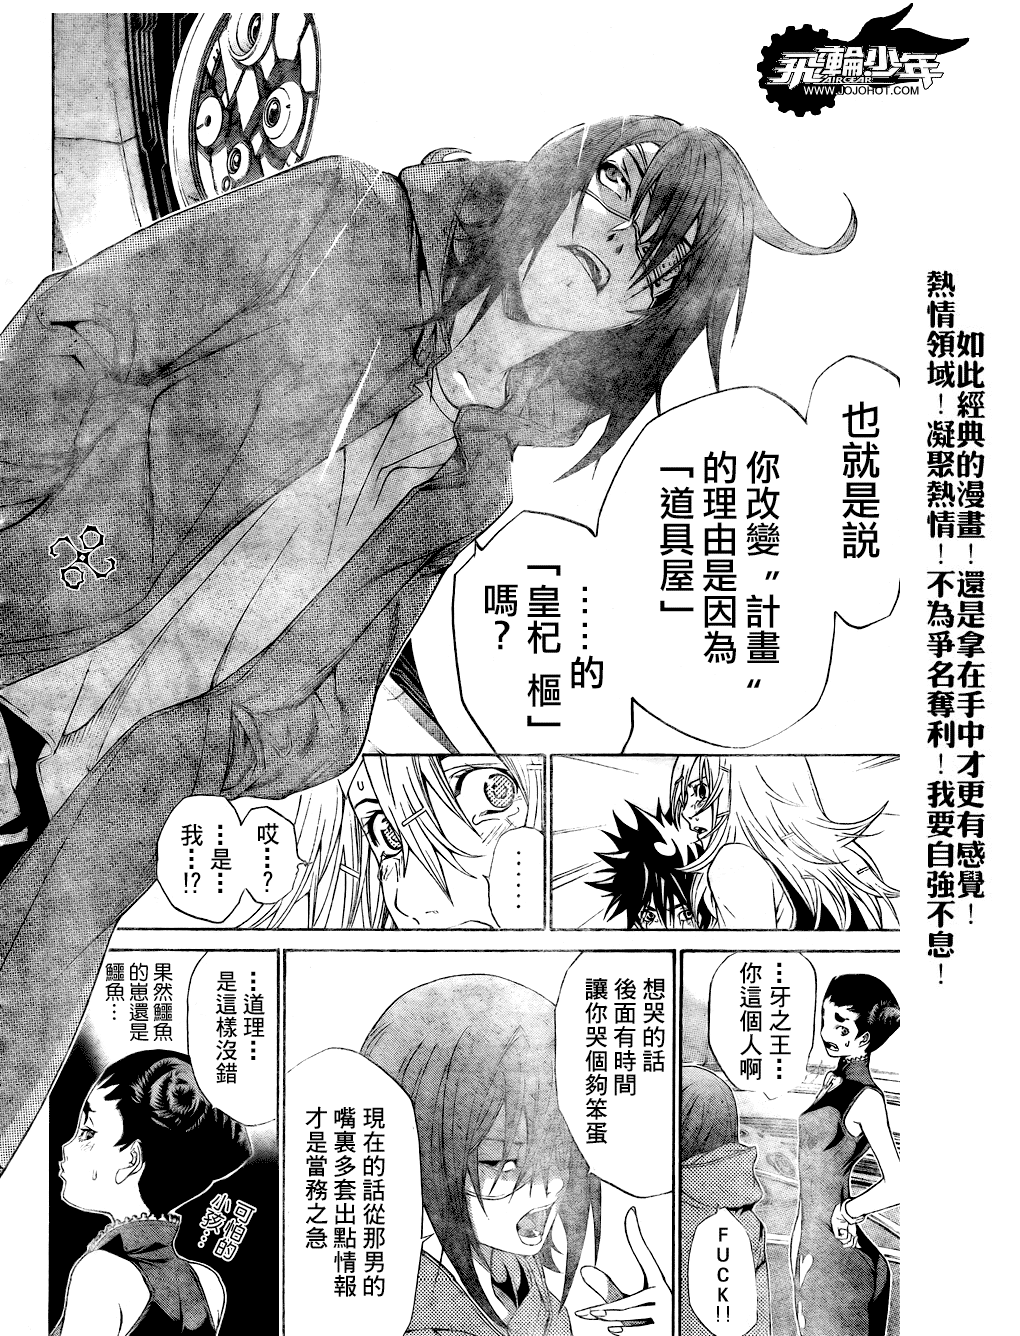 飛輪少年
AIRGEAR
WWW.JOJOHOT.COM
如此經典的漫畫！還是拿在手中才更有感覺！
熱情領域！凝聚熱情！不為爭名奪利！我要自強不息！
也就是説
你改變〝計畫〝
的理由是因為
「道具屋」
……的
「皇杞 樞」
嗎？
……
哎…？
…是…
我…!?
…牙之王…
你這個人啊
FUCK!!
想哭的話
後面有時間
讓你哭個夠笨蛋
現在的話從那男的
嘴裏多套出點情報
才是當務之急
…道理…
是這樣沒錯
果然鱷魚
的崽還是
鱷魚…
可怕的
小孩…